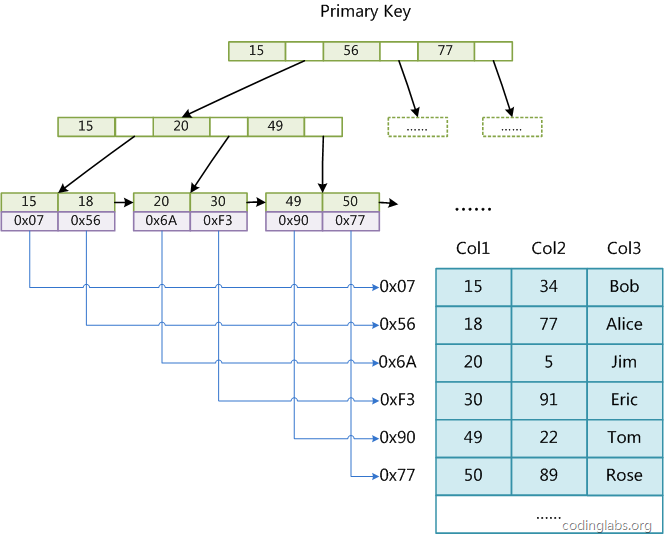 Primary Key
15 56 77
15 20 49
...... ......
15 18 20 30 49 50
0x07 0x56 0x6A 0xF3 0x90 0x77
......
Col1 Col2 Col3
0x07 15 34 Bob
0x56 18 77 Alice
0x6A 20 5 Jim
0xF3 30 91 Eric
0x90 49 22 Tom
0x77 50 89 Rose
......
codinglabs.org